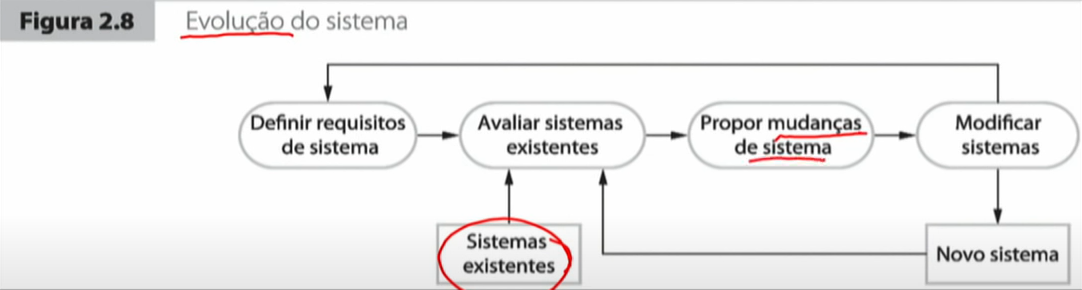 Figura 2.8 Evolução do sistema
Definir requisitos
de sistema
Avaliar sistemas
existentes
Propor mudanças
de sistema
Modificar
sistemas
Sistemas
existentes
Novo sistema